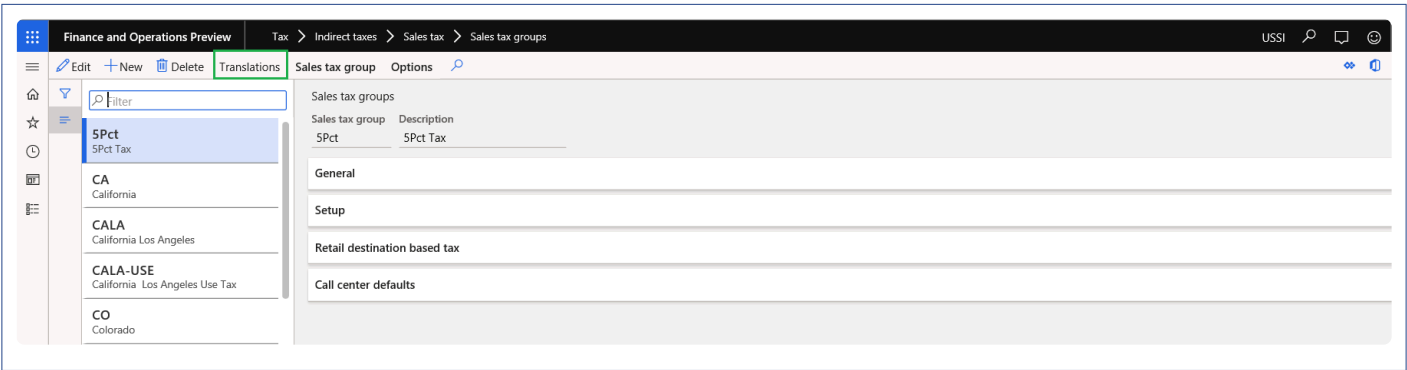 Finance and Operations Preview Tax Indirect taxes Sales tax Sales tax groups USSI
Edit New Delete Translations Sales tax group Options
Filter
5Pct
5Pct Tax
CA
California
CALA
California Los Angeles
CALA-USE
California Los Angeles Use Tax
CO
Colorado
Sales tax groups
Sales tax group Description
5Pct 5Pct Tax
General
Setup
Retail destination based tax
Call center defaults